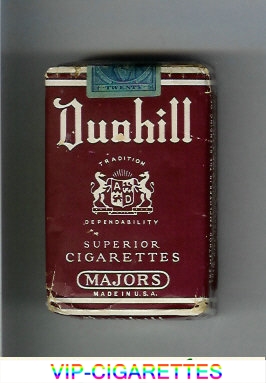 TWENTY
Dunhill
TRADITION
A D
DEPENDABILITY
SUPERIOR
CIGARETTES
MAJORS
MADE IN U.S.A.
VIP-CIGARETTES